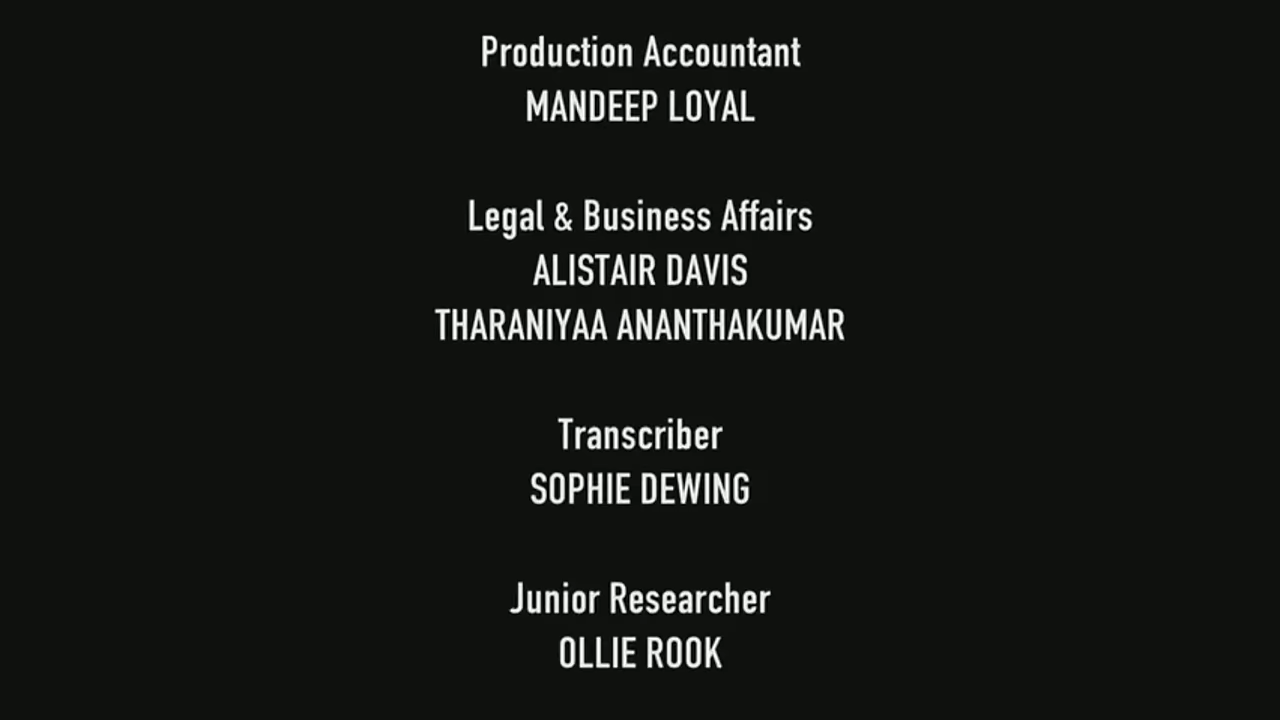 Production Accountant
MANDEEP LOYAL
Legal & Business Affairs
ALISTAIR DAVIS
THARANIYAA ANANTHAKUMAR
Transcriber
SOPHIE DEWING
Junior Researcher
OLLIE ROOK